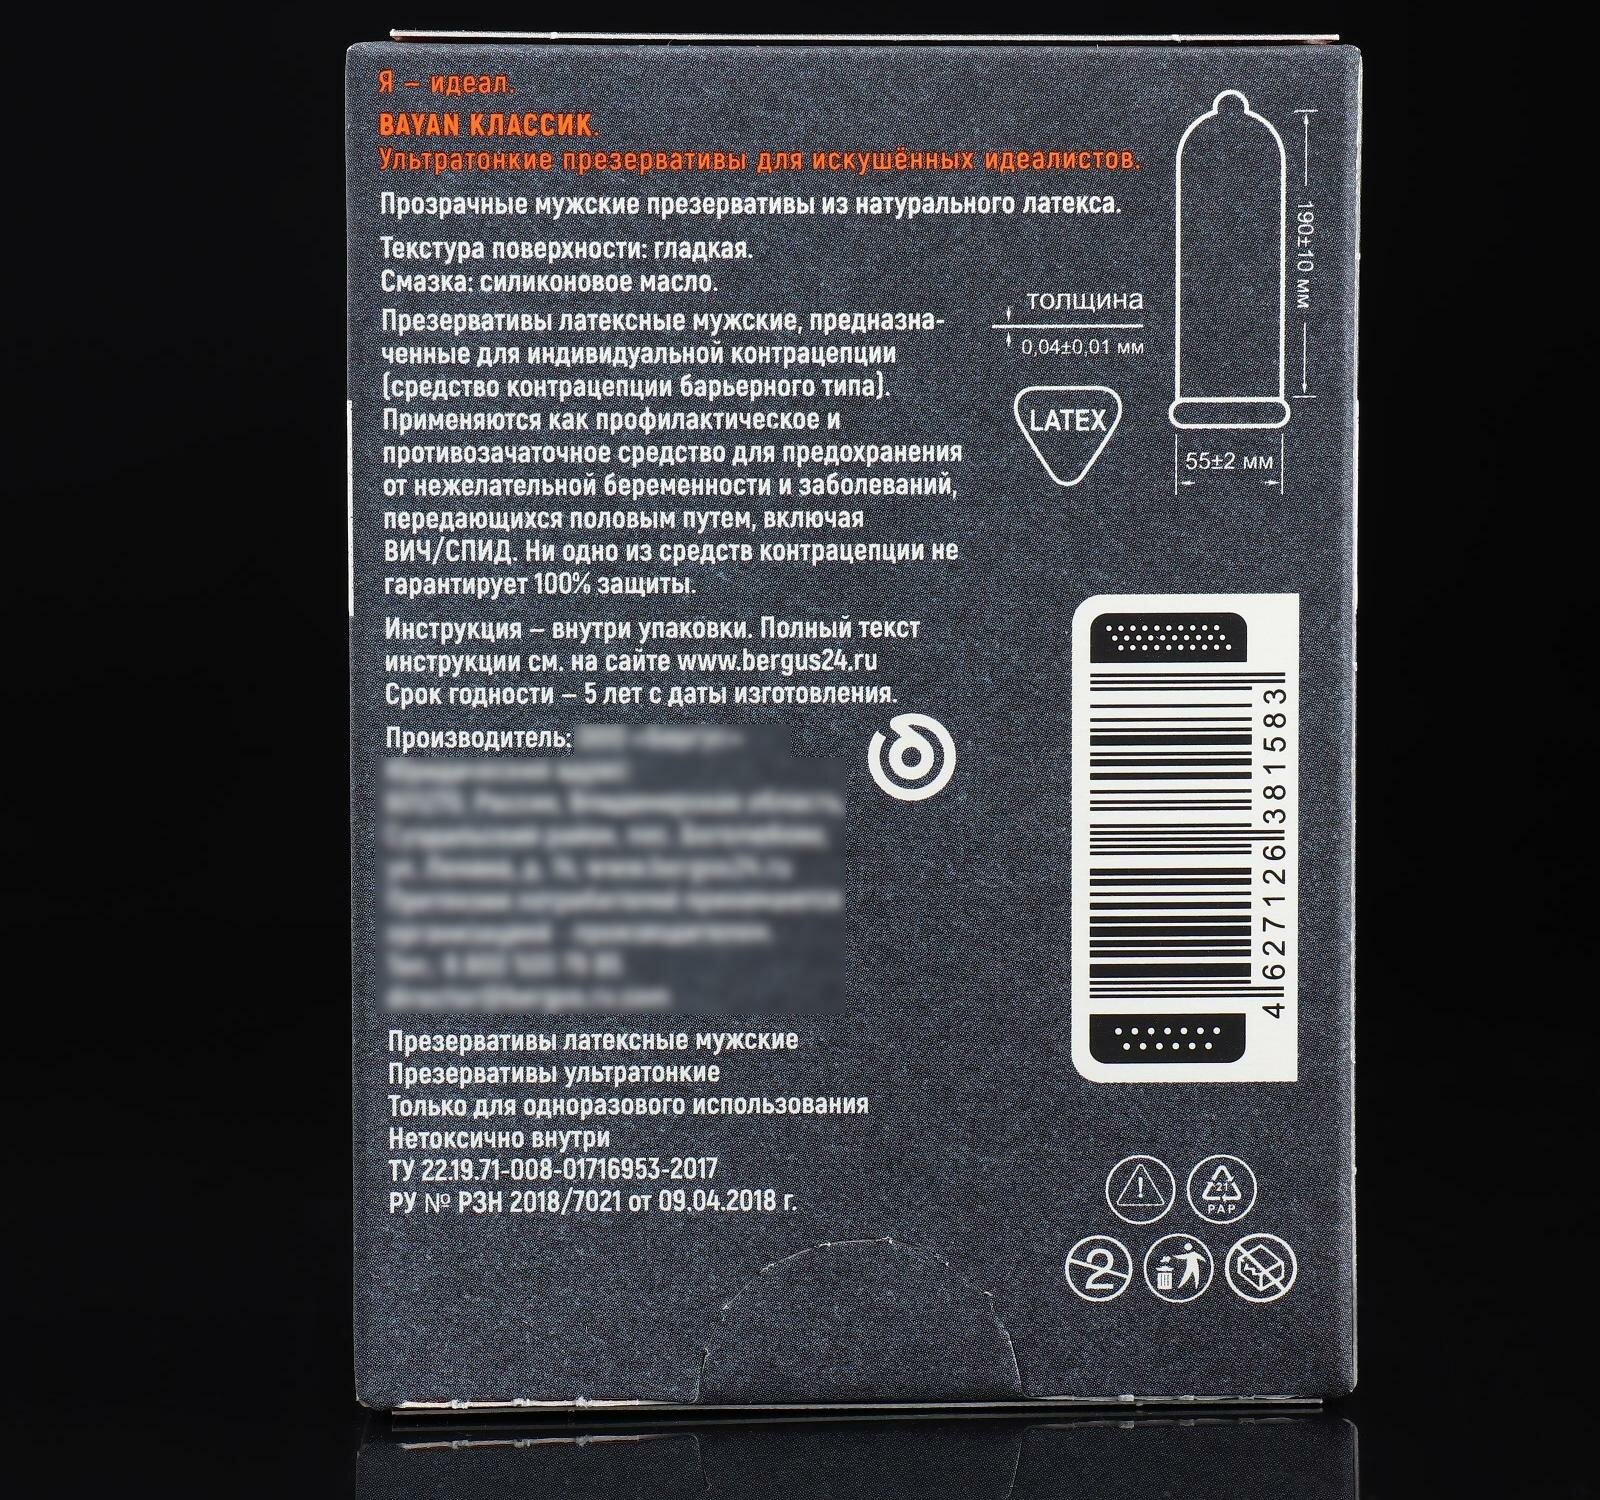 Я – идеал.
BAYAN КЛАССИК.
Ультратонкие презервативы для искушённых идеалистов.
Прозрачные мужские презервативы из натурального латекса.
Текстура поверхности: гладкая.
Смазка: силиконовое масло.
Презервативы латексные мужские, предназна-
ченные для индивидуальной контрацепции
(средство контрацепции барьерного типа).
Применяются как профилактическое и
противозачаточное средство для предохранения
от нежелательной беременности и заболеваний,
передающихся половым путем, включая
ВИЧ/СПИД. Ни одно из средств контрацепции не
гарантирует 100% защиты.
Инструкция – внутри упаковки. Полный текст
инструкции см. на сайте www.bergus24.ru
Срок годности – 5 лет с даты изготовления.
Производитель:
Презервативы латексные мужские
Презервативы ультратонкие
Только для одноразового использования
Нетоксично внутри
ТУ 22.19.71-008-01716953-2017
РУ № РЗН 2018/7021 от 09.04.2018 г.
толщина
0,04±0,01 мм
LATEX
190±10 мм
55±2 мм
4627126381583
21
PAP
2